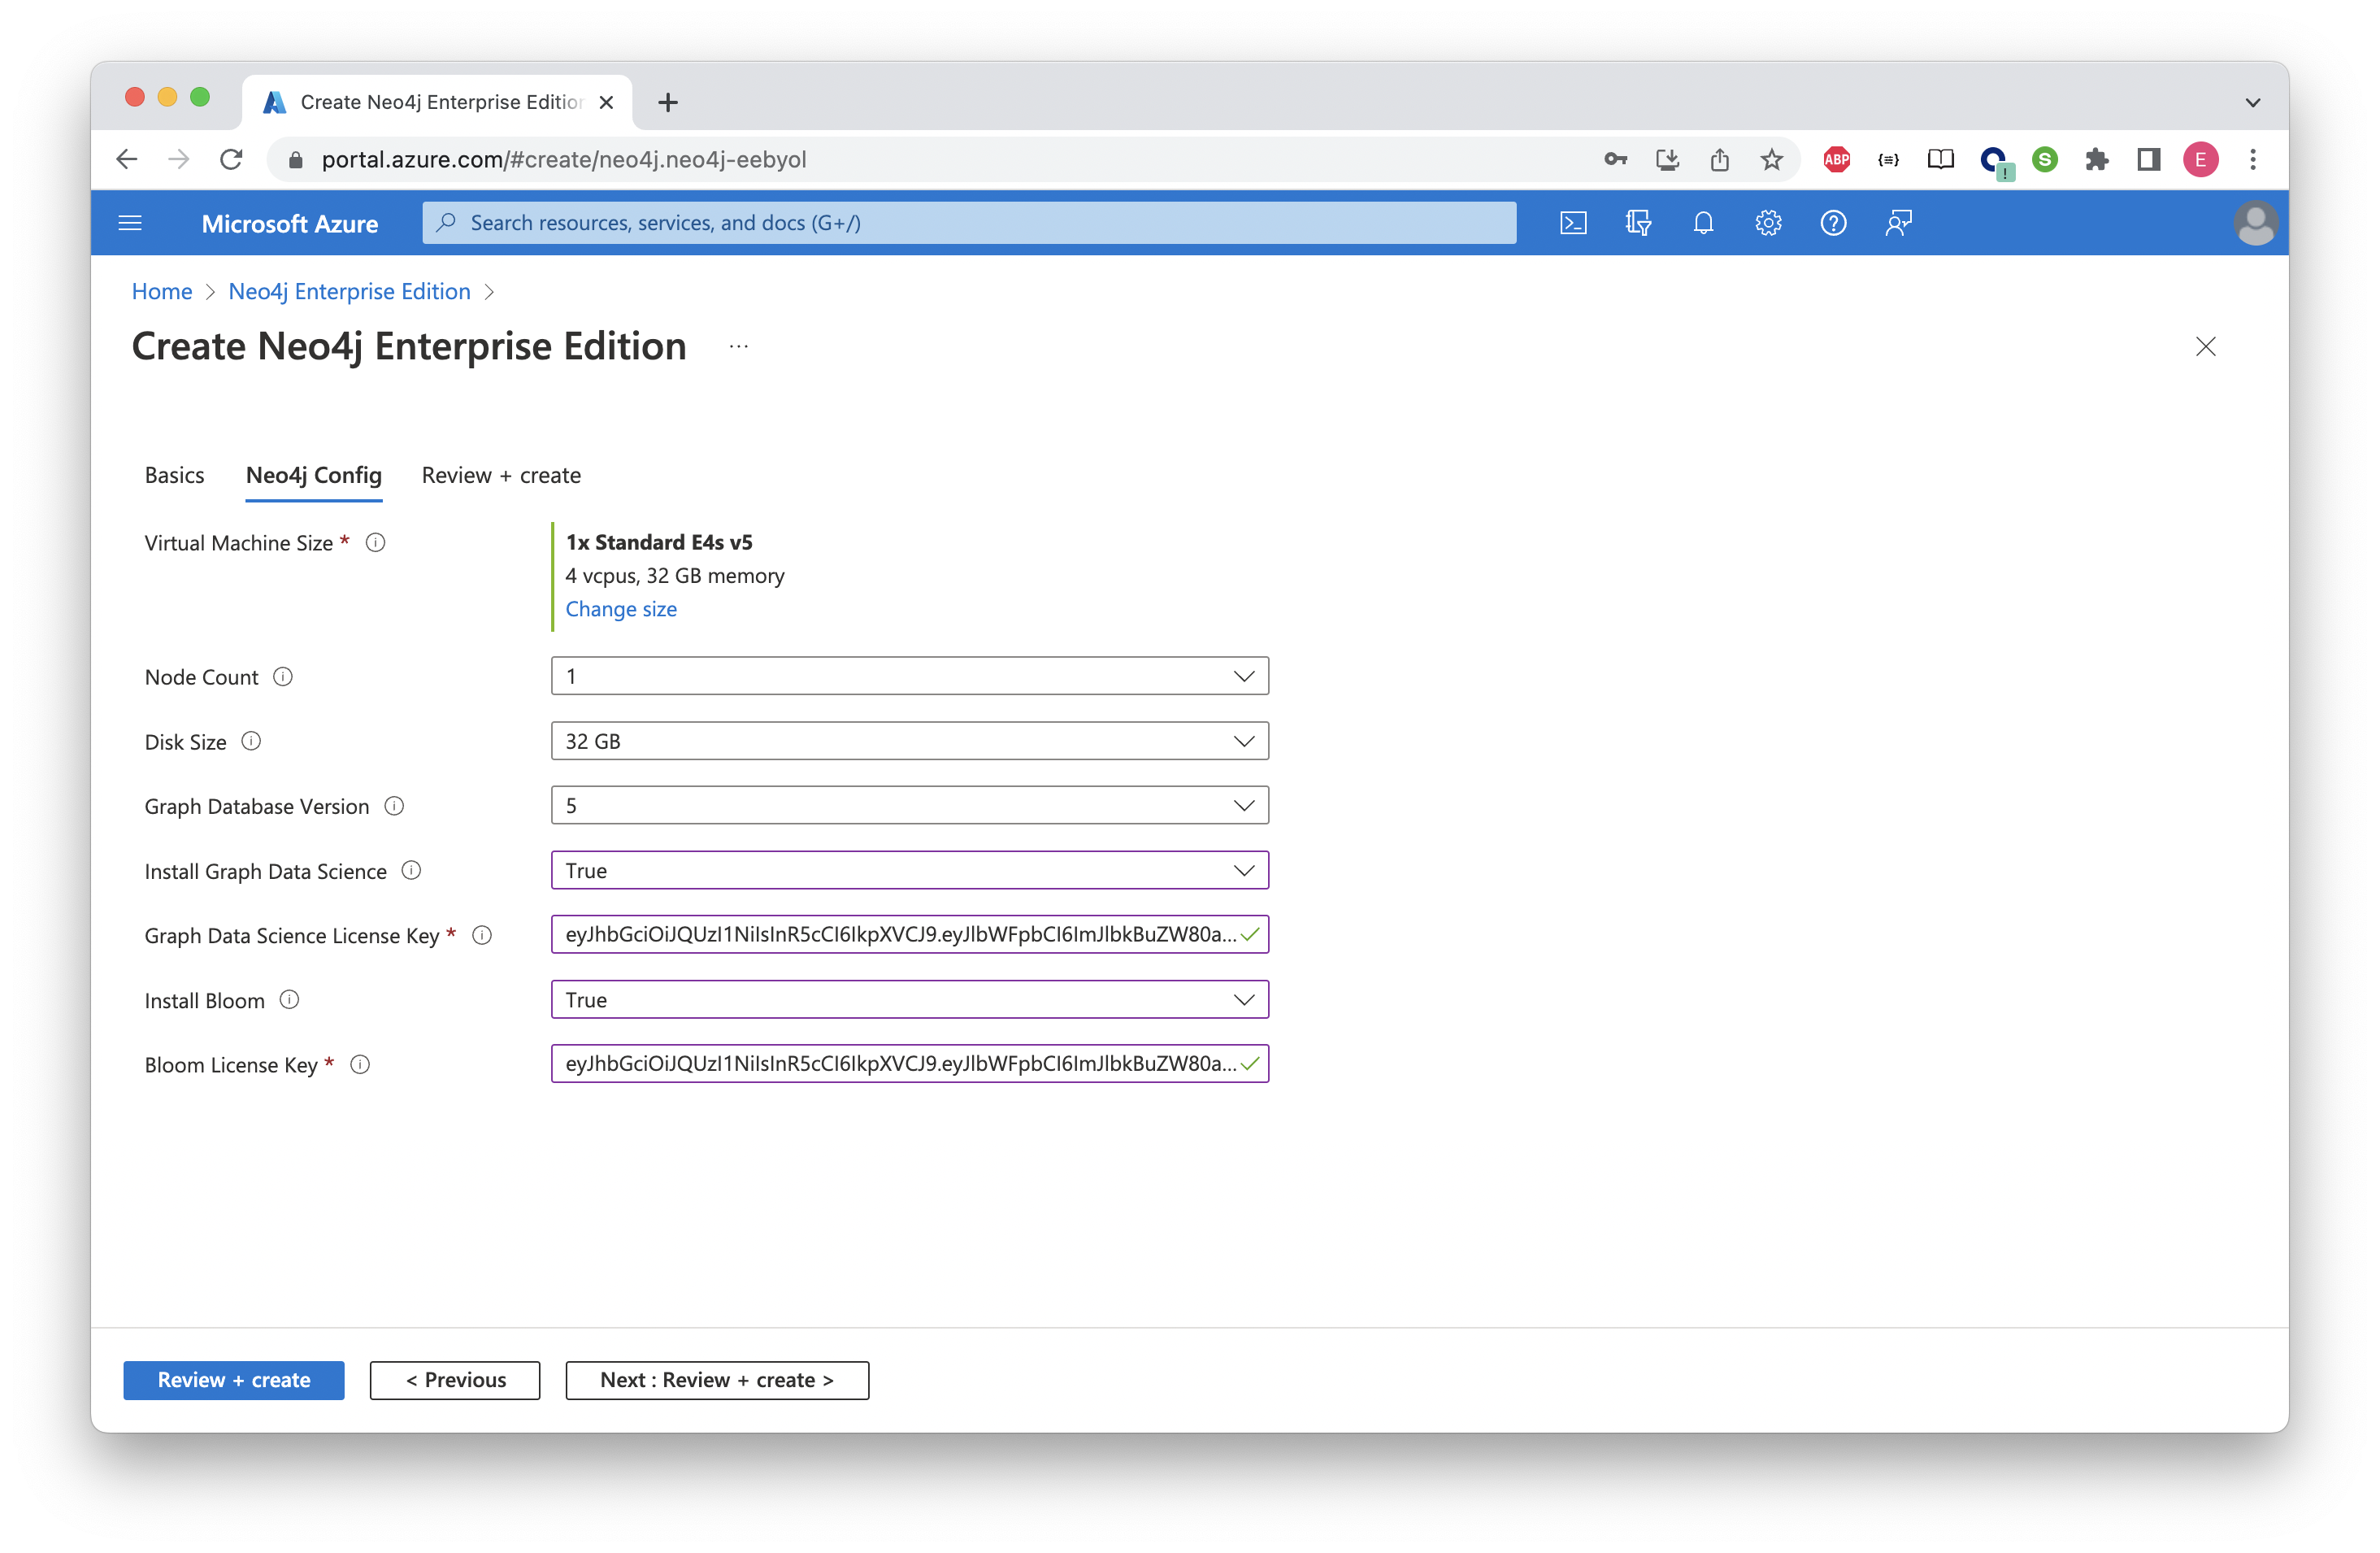 Create Neo4j Enterprise Edition
portal.azure.com/#create/neo4j.neo4j-eebyol
ABP
S
E
Microsoft Azure
Search resources, services, and docs (G+/)
Home > Neo4j Enterprise Edition >
Create Neo4j Enterprise Edition ...
Basics Neo4j Config Review + create
Virtual Machine Size *
1x Standard E4s v5
4 vcpus, 32 GB memory
Change size
Node Count 1
Disk Size 32 GB
Graph Database Version 5
Install Graph Data Science True
Graph Data Science License Key * eyJhbGciOiJQUzI1NiIsInR5cCI6IkpXVCJ9.eyJlbWFpbCI6ImJlbkBuZW80a...
Install Bloom True
Bloom License Key * eyJhbGciOiJQUzI1NiIsInR5cCI6IkpXVCJ9.eyJlbWFpbCI6ImJlbkBuZW80a...
Review + create < Previous Next : Review + create >